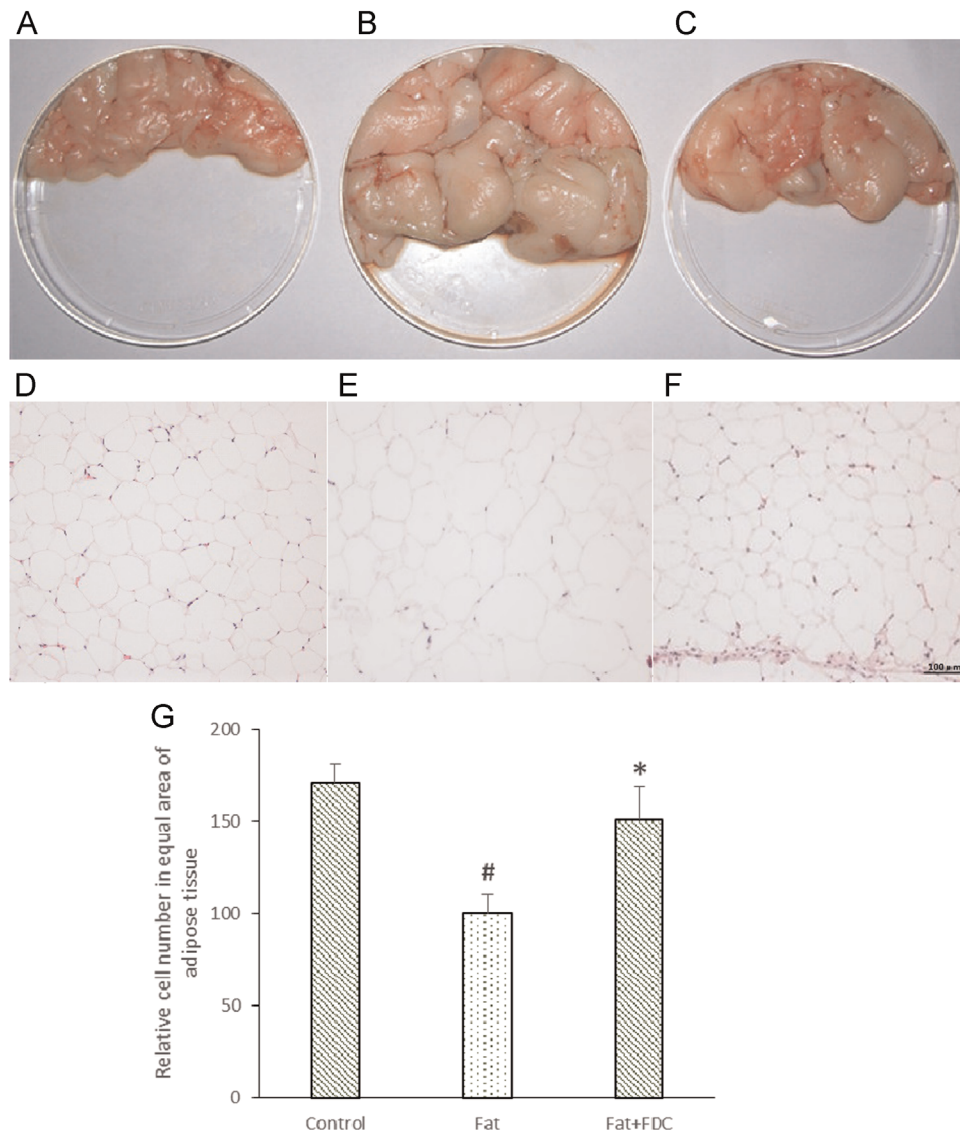 A
B
C
D
E
F
100 µm
G
Relative cell number in equal area of
adipose tissue
200
150
100
50
0
#
*
Control
Fat
Fat+FDC